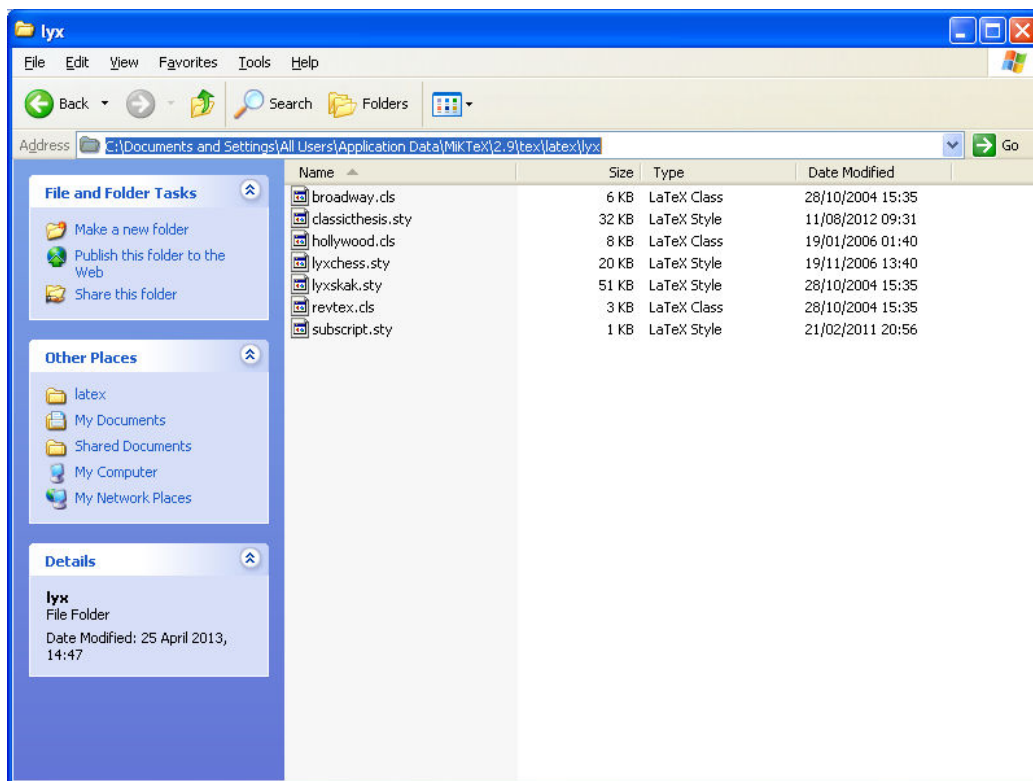 lyx
File Edit View Favorites Tools Help
Back Search Folders
Address C:\Documents and Settings\All Users\Application Data\MiKTeX\2.9\tex\latex\lyx Go
File and Folder Tasks
Make a new folder
Publish this folder to the
Web
Share this folder
Other Places
latex
My Documents
Shared Documents
My Computer
My Network Places
Details
lyx
File Folder
Date Modified: 25 April 2013,
14:47
Name Size Type Date Modified
broadway.cls 6 KB LaTeX Class 28/10/2004 15:35
classicthesis.sty 32 KB LaTeX Style 11/08/2012 09:31
hollywood.cls 8 KB LaTeX Class 19/01/2006 01:40
lyxchess.sty 20 KB LaTeX Style 19/11/2006 13:40
lyxskak.sty 51 KB LaTeX Style 28/10/2004 15:35
revtex.cls 3 KB LaTeX Class 28/10/2004 15:35
subscript.sty 1 KB LaTeX Style 21/02/2011 20:56